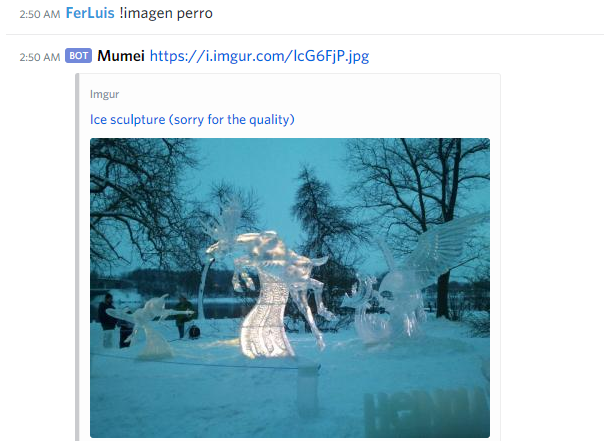 2:50 AM FerLuis !imagen perro
2:50 AM BOT Mumei https://i.imgur.com/lcG6FjP.jpg
Imgur
Ice sculpture (sorry for the quality)